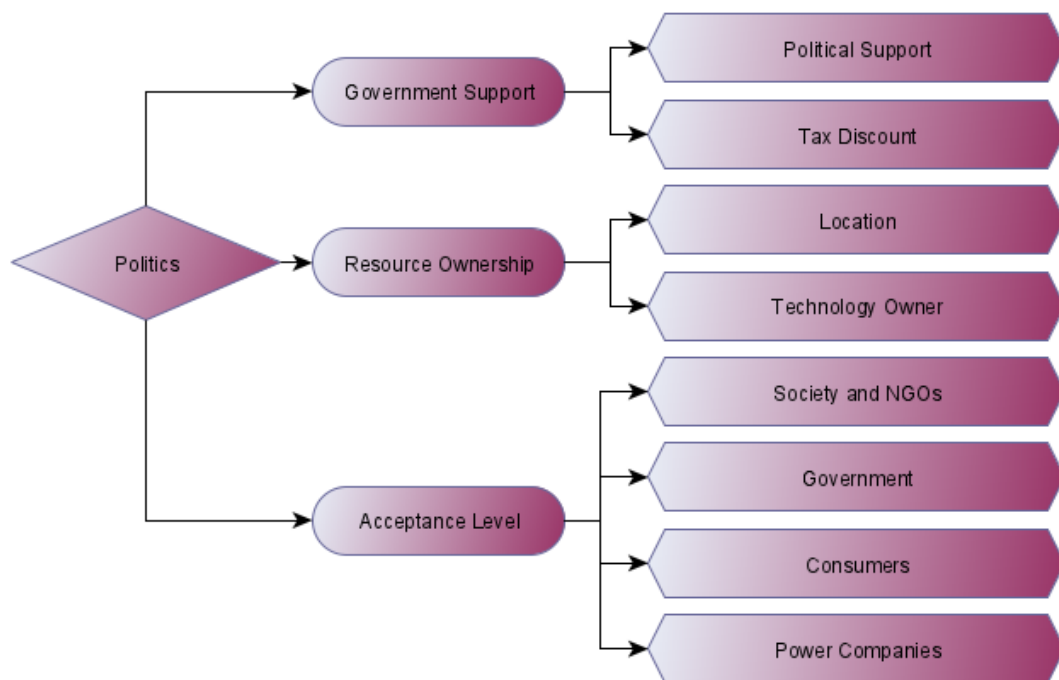 Political Support
Government Support
Tax Discount
Location
Politics
Resource Ownership
Technology Owner
Society and NGOs
Government
Acceptance Level
Consumers
Power Companies